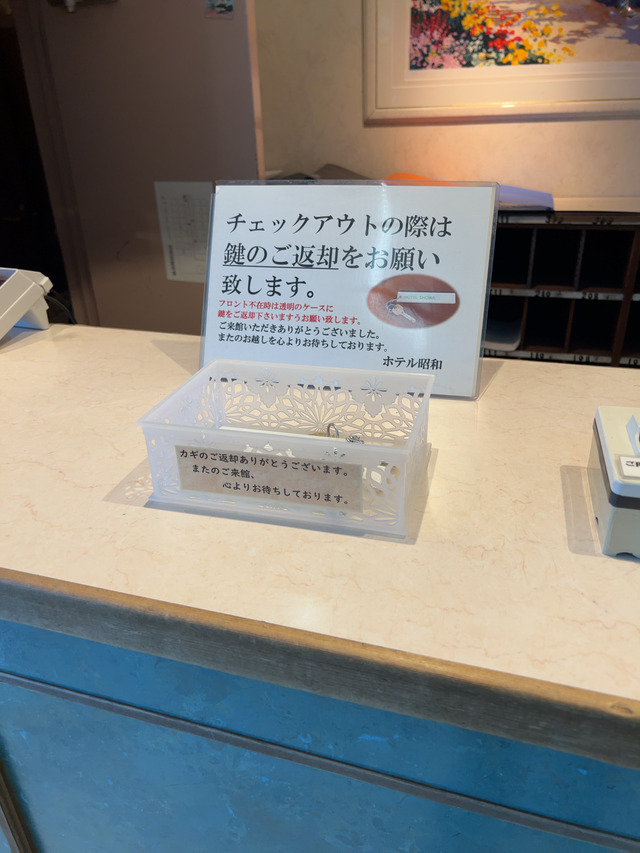 チェックアウトの際は
鍵のご返却をお願い
致します。
フロント不在時は透明のケースに
鍵をご返却下さいますうお願い致します。
ご来館いただきありがとうございました。
またのお越しを心よりお待ちしております。
ホテル昭和
カギのご返却ありがとうございます。
またのご来館、
心よりお待ちしております。